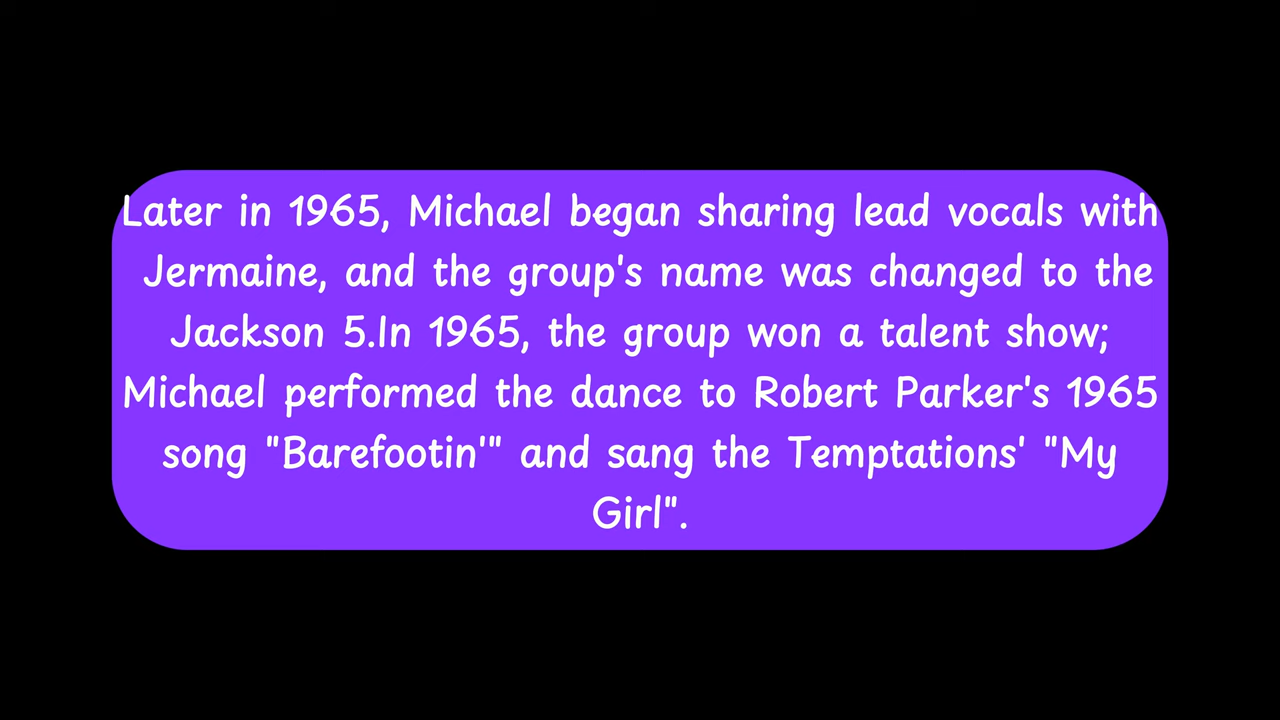 Later in 1965, Michael began sharing lead vocals with
Jermaine, and the group's name was changed to the
Jackson 5.In 1965, the group won a talent show;
Michael performed the dance to Robert Parker's 1965
song "Barefootin'" and sang the Temptations' "My
Girl".